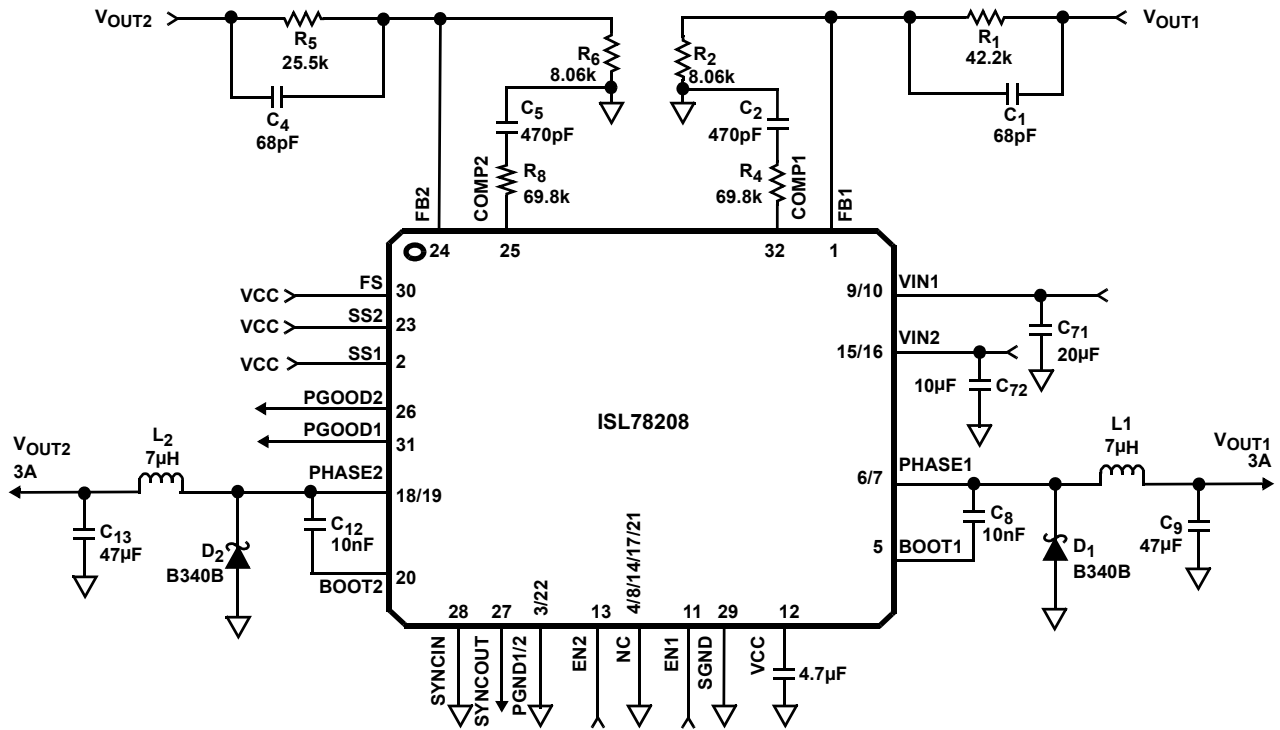 VOUT2
R5
25.5k
C4
68pF
R6
8.06k
C5
470pF
R8
69.8k
COMP2
FB2
R2
8.06k
C2
470pF
R4
69.8k
COMP1
FB1
R1
42.2k
C1
68pF
VOUT1
24
25
32
1
VCC
FS
30
VCC
SS2
23
VCC
SS1
2
PGOOD2
26
PGOOD1
31
VOUT2
3A
L2
7µH
PHASE2
18/19
C13
47µF
D2
B340B
C12
10nF
BOOT2
20
ISL78208
9/10
VIN1
C71
20µF
15/16
VIN2
10µF
C72
6/7
PHASE1
L1
7µH
VOUT1
3A
C8
10nF
5
BOOT1
D1
B340B
C9
47µF
28
27
3/22
13
4/8/14/17/21
11
29
12
SYNCIN
SYNCOUT
PGND1/2
EN2
NC
EN1
SGND
VCC
4.7µF